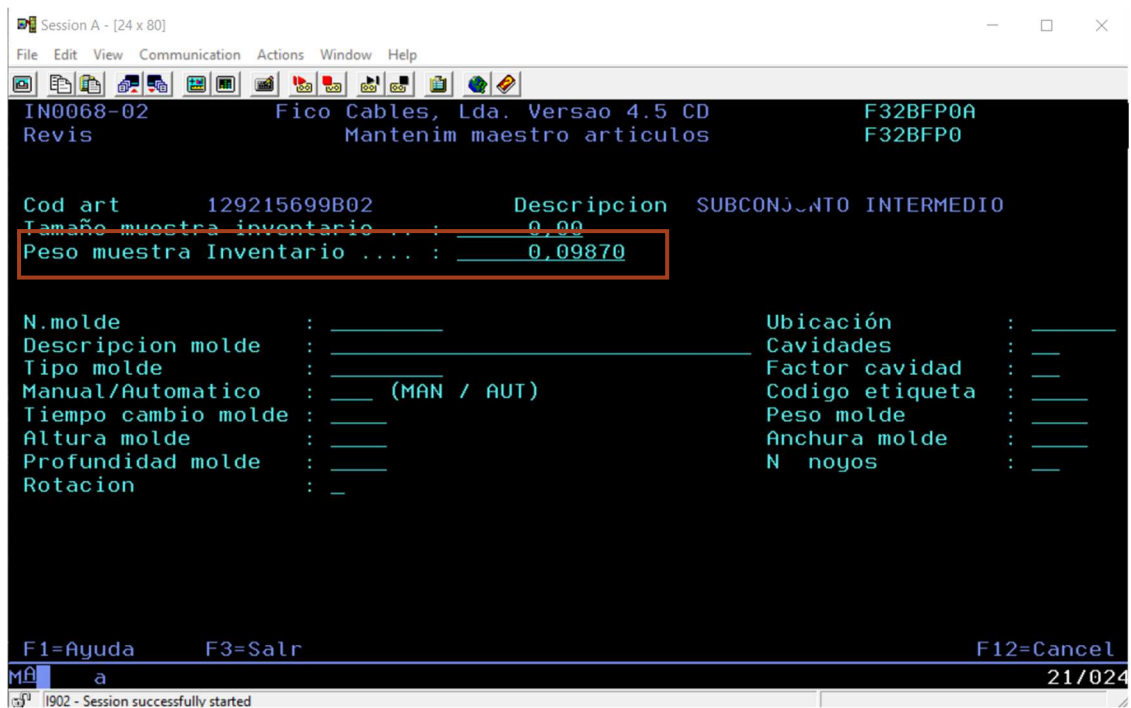 Session A - [24 x 80]
File Edit View Communication Actions Window Help
IN0068-02 Fico Cables, Lda. Versao 4.5 CD F32BFP0A
Revis Mantenim maestro articulos F32BFP0
Cod art 129215699B02 Descripcion SUBCONJUNTO INTERMEDIO
Tamaño muestra inventario .. : 0,00
Peso muestra Inventario .... : 0,09870
N.molde : Ubicación :
Descripcion molde : Cavidades :
Tipo molde : Factor cavidad :
Manual/Automatico : (MAN / AUT) Codigo etiqueta :
Tiempo cambio molde : Peso molde :
Altura molde : Anchura molde :
Profundidad molde : N noyos :
Rotacion :
F1=Ayuda F3=Salr F12=Cancel
MA a 21/024
I902 - Session successfully started